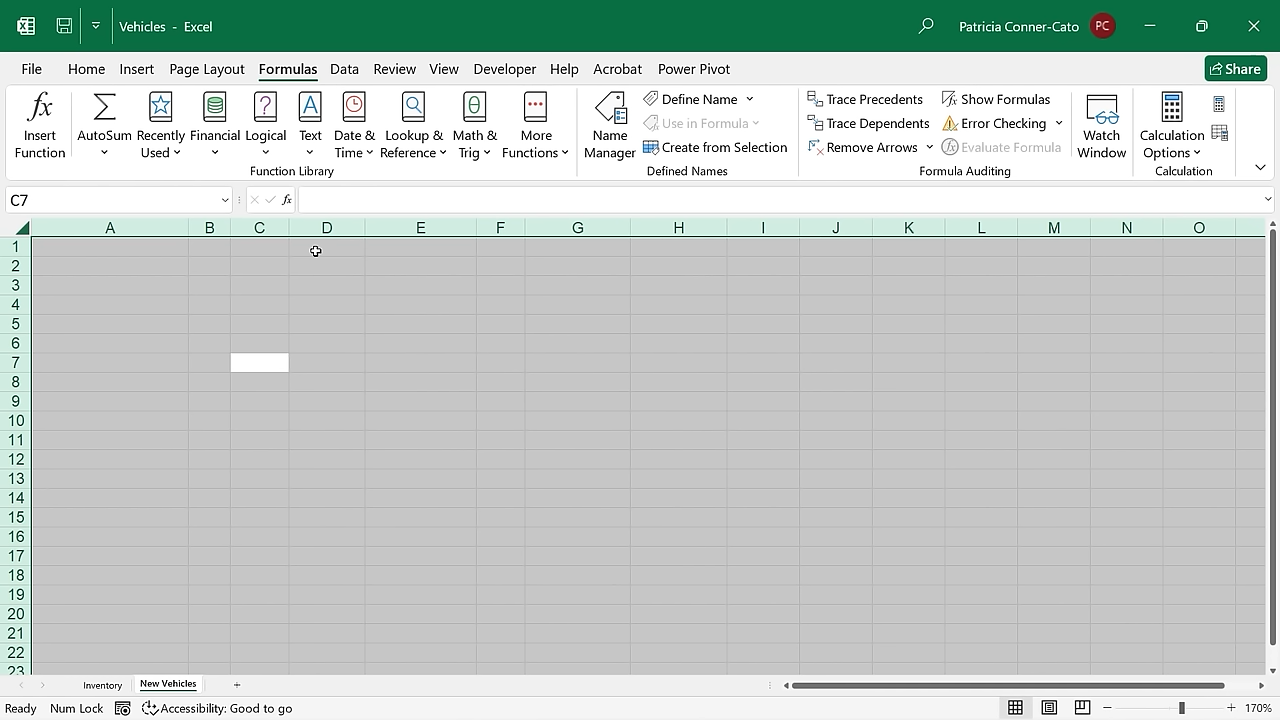 Vehicles - Excel
Patricia Conner-Cato PC
File Home Insert Page Layout Formulas Data Review View Developer Help Acrobat Power Pivot Share
fx Σ ? A θ
Insert Function
AutoSum
Recently Used
Financial
Logical
Text
Date & Time
Lookup & Reference
Math & Trig
More Functions
Function Library
Name Manager
Define Name
Use in Formula
Create from Selection
Defined Names
Trace Precedents
Trace Dependents
Remove Arrows
Show Formulas
Error Checking
Evaluate Formula
Formula Auditing
Watch Window
Calculation Options
Calculation
C7 fx
A B C D E F G H I J K L M N O
1
2
3
4
5
6
7
8
9
10
11
12
13
14
15
16
17
18
19
20
21
22
23
Inventory New Vehicles +
Ready Num Lock Accessibility: Good to go 170%